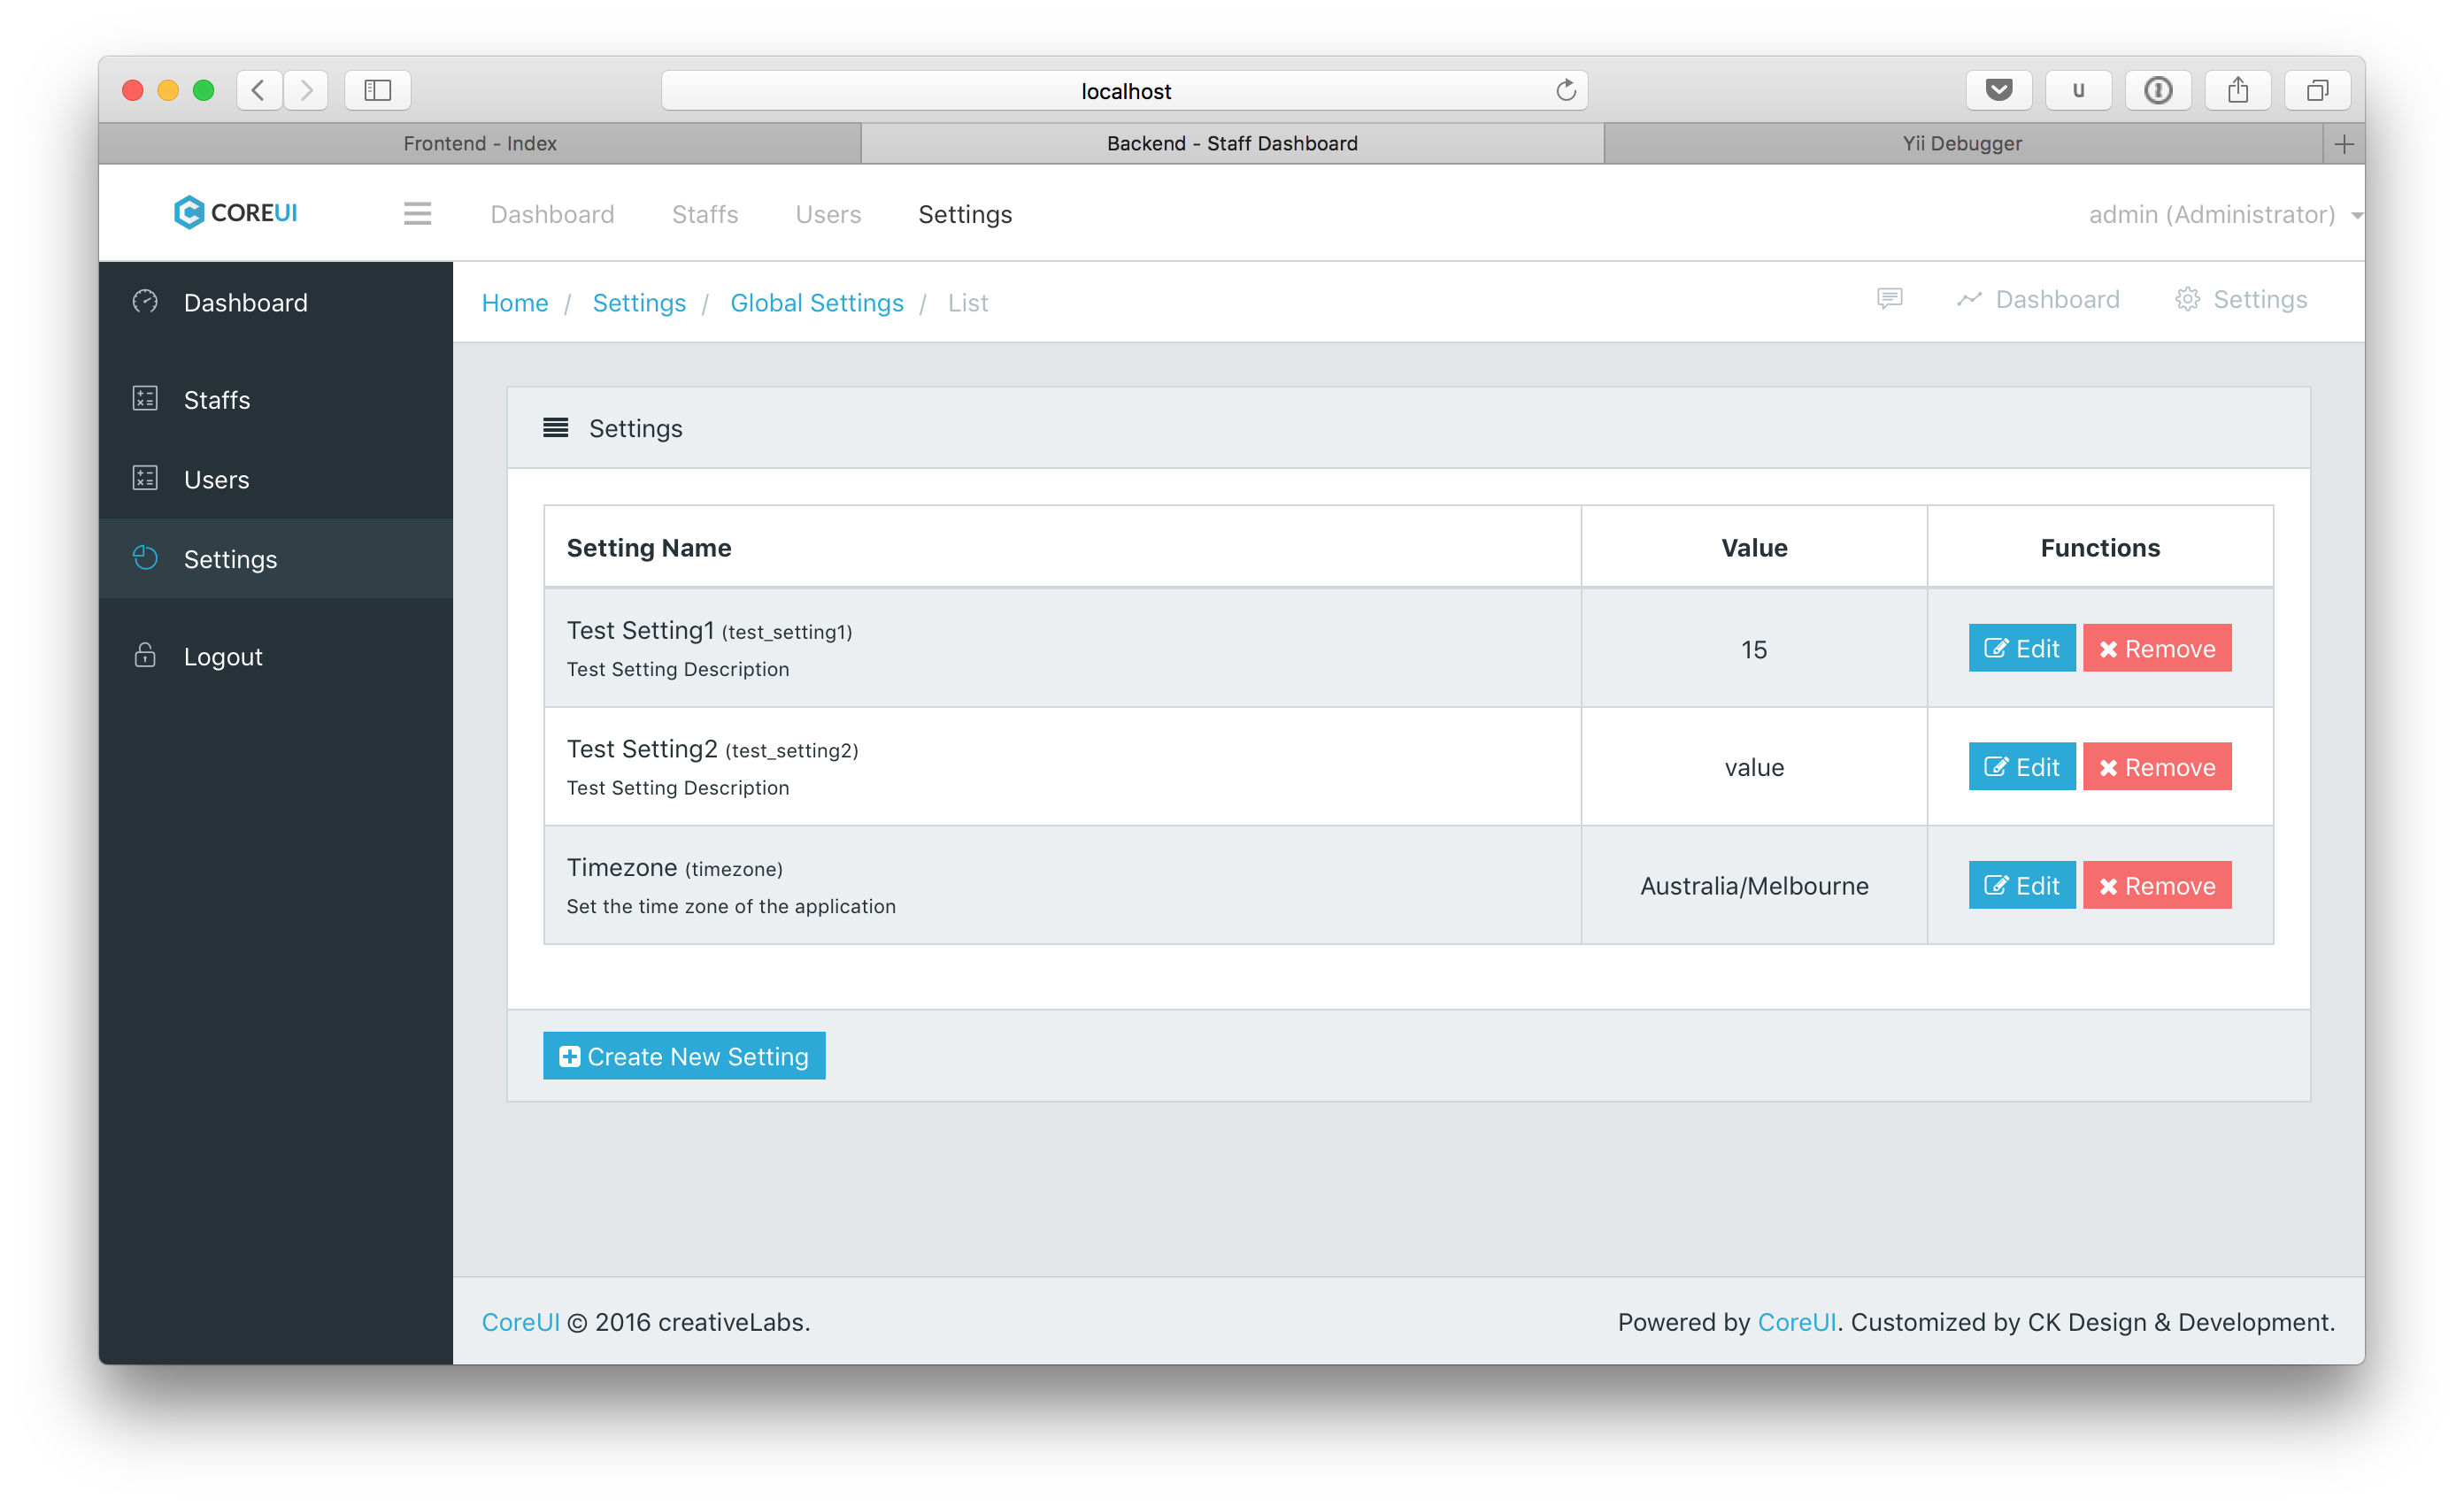 localhost
u
Frontend - Index
Backend - Staff Dashboard
Yii Debugger
COREUI
Dashboard
Staffs
Users
Settings
admin (Administrator)
Dashboard
Staffs
Users
Settings
Logout
Home / Settings / Global Settings / List
Dashboard
Settings
Settings
Setting Name
Value
Functions
Test Setting1 (test_setting1)
Test Setting Description
15
Edit
Remove
Test Setting2 (test_setting2)
Test Setting Description
value
Edit
Remove
Timezone (timezone)
Set the time zone of the application
Australia/Melbourne
Edit
Remove
Create New Setting
CoreUI © 2016 creativeLabs.
Powered by CoreUI. Customized by CK Design & Development.